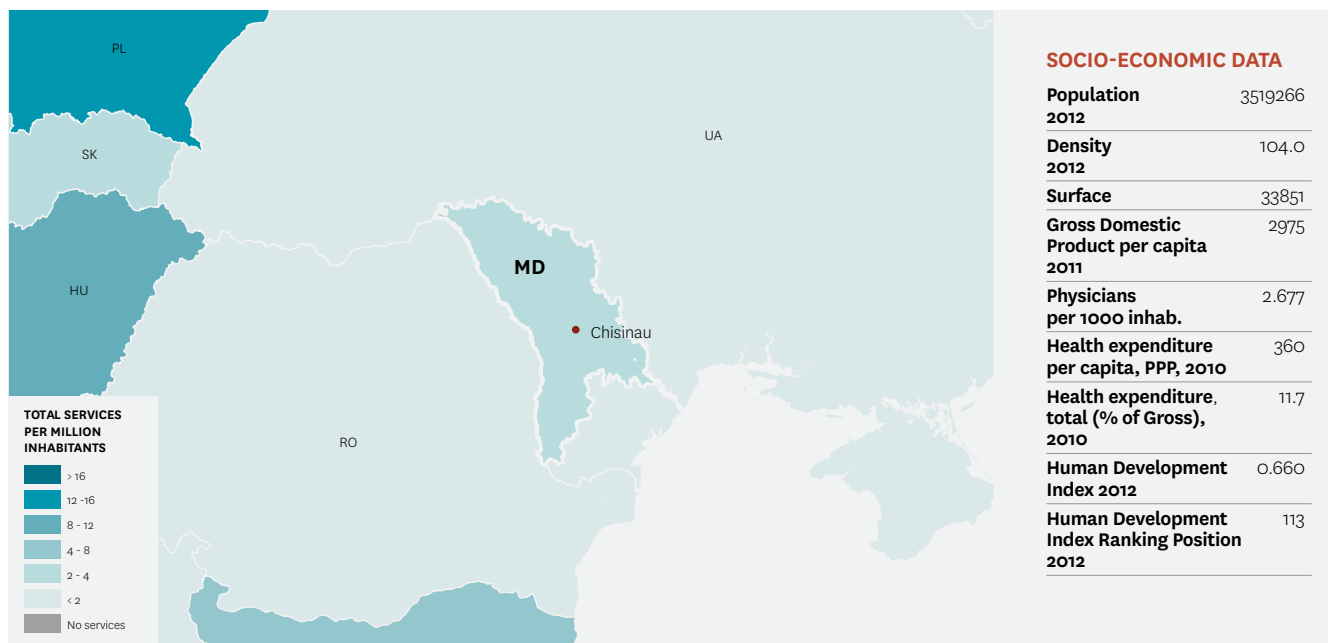 PL
SK
UA
HU
MD
Chisinau
RO
TOTAL SERVICES
PER MILLION
INHABITANTS
> 16
12 -16
8 - 12
4 - 8
2 - 4
< 2
No services
SOCIO-ECONOMIC DATA
Population 3519266
2012
Density 104.0
2012
Surface 33851
Gross Domestic 2975
Product per capita
2011
Physicians 2.677
per 1000 inhab.
Health expenditure 360
per capita, PPP, 2010
Health expenditure, 11.7
total (% of Gross),
2010
Human Development 0.660
Index 2012
Human Development 113
Index Ranking Position
2012